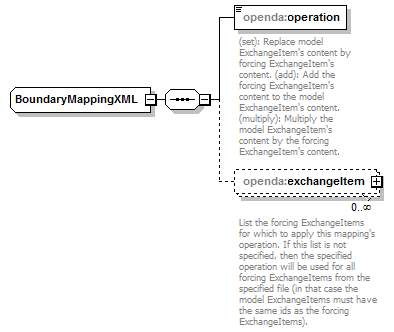 openda:operation
(set): Replace model
ExchangeItem's content by
forcing ExchangeItem's
content. (add): Add the
forcing ExchangeItem's
content to the model
ExchangeItem's content.
(multiply): Multiply the
model ExchangeItem's
content by the forcing
ExchangeItem's content.
BoundaryMappingXML
openda:exchangeItem
0..∞
List the forcing ExchangeItems
for which to apply this mapping's
operation. If this list is not
specified, then the specified
operation will be used for all
forcing ExchangeItems from the
specified file (in that case the
model ExchangeItems must have
the same ids as the forcing
ExchangeItems).